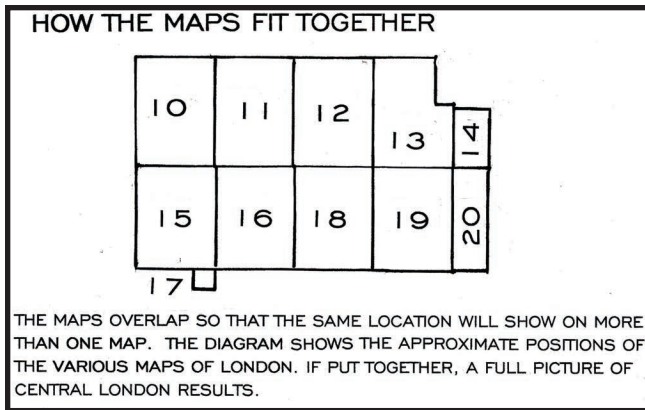 HOW THE MAPS FIT TOGETHER
10 11 12 13 14
15 16 18 19 20
17
THE MAPS OVERLAP SO THAT THE SAME LOCATION WILL SHOW ON MORE
THAN ONE MAP. THE DIAGRAM SHOWS THE APPROXIMATE POSITIONS OF
THE VARIOUS MAPS OF LONDON. IF PUT TOGETHER, A FULL PICTURE OF
CENTRAL LONDON RESULTS.